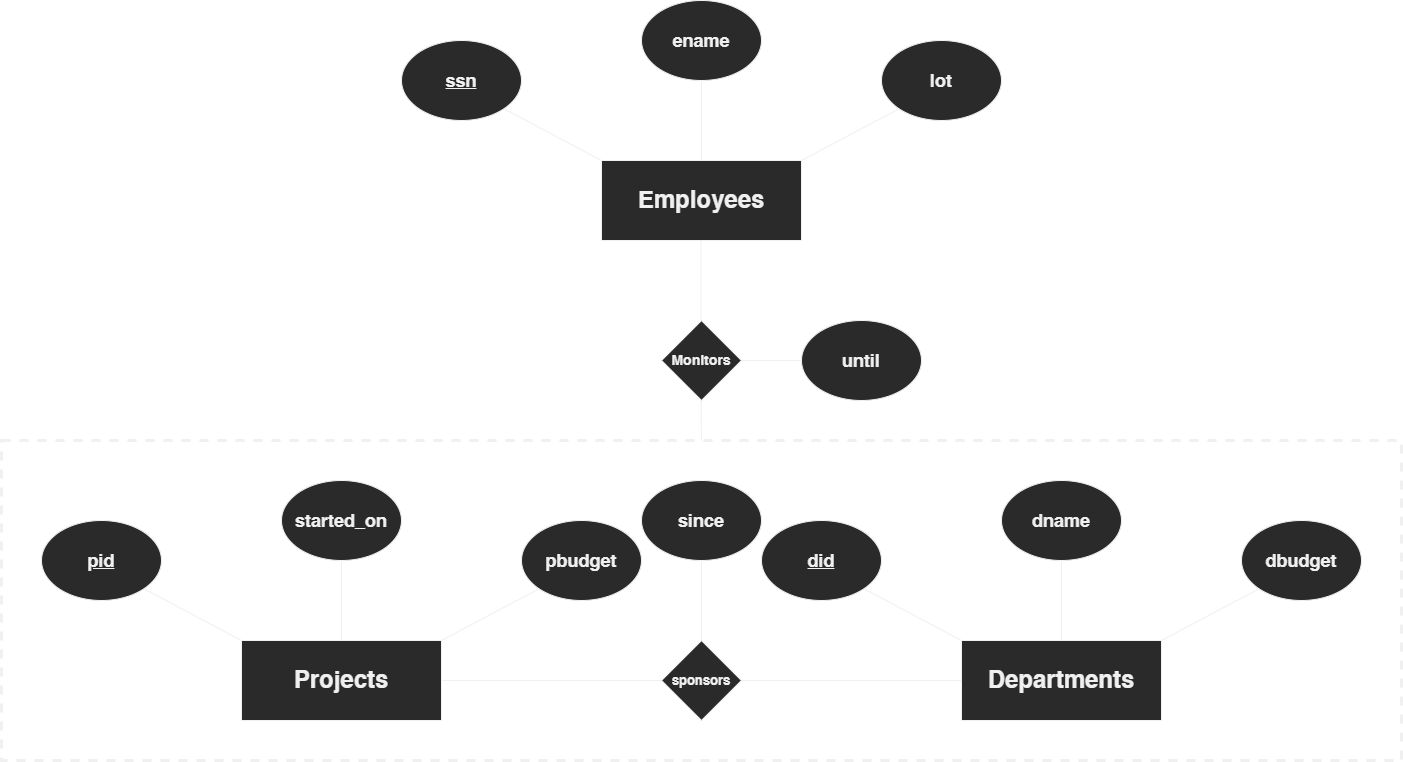 ename
ssn
lot
Employees
Monitors
until
started_on
since
dname
pid
pbudget
did
dbudget
Projects
sponsors
Departments